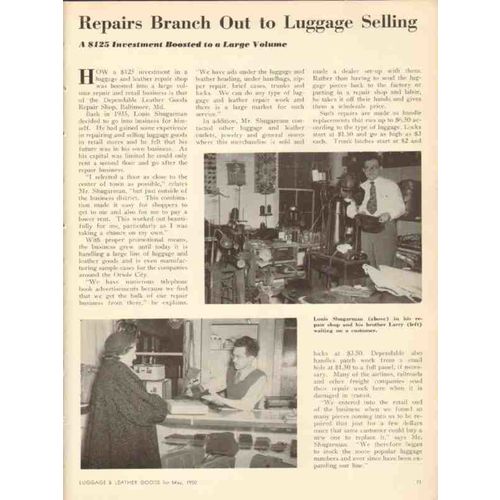 Repairs Branch Out to Luggage Selling
A $125 Investment Boosted to a Large Volume
HOW a $125 investment in a
luggage and leather repair shop
was boosted into a large vol-
ume repair and retail business is that
of the Dependable Leather Goods
Repair Shop, Baltimore, Md.
Back in 1935, Louis Shugarman
decided to go into business for him-
self. He had gained some experience
in repairing and selling luggage goods
in retail stores and he felt that his
future was in his own business. As
his capital was limited he could only
rent a second floor and go after the
repair business.
"I selected a floor as close to the
center of town as possible," relates
Mr. Shugarman, "but just outside of
the business district. This combina-
tion made it easy for shoppers to
get to me and also for me to pay a
lower rent. This worked out beauti-
fully for me, particularly as I was
taking a chance on my own."
With proper promotional means,
the business grew until today it is
handling a large line of luggage and
leather goods and is even manufac-
turing sample cases for the companies
around the Oriole City.
"We have numerous telephone
book advertisements because we find
that we get the bulk of our repair
business from them," he explains.
"We have ads under the luggage and
leather heading, under handbags, zip-
per repair, brief cases, trunks and
locks. We can do any type of lug-
gage and leather repair work and
there is a large market for such
service."
In addition, Mr. Shugarman con-
tacted other luggage and leather
outlets, jewelry and general stores
where this merchandise is sold and
made a dealer set-up with them.
Rather than having to send the lug-
gage pieces back to the factory or
putting in a repair shop and labor,
he takes it off their hands and gives
them a wholesale price.
Such repairs are made as handle
replacements that run up to $6.50
according to the type of luggage. Locks
start at $1.50 and go as high as $3
each. Trunk latches start at $2 and
Louis Shugarman (above) in his re-
pair shop and his brother Larry (left)
waiting on a customer.
locks at $3.50. Dependable also
handles patch work from a small
hole at $1.50 to a full panel, if neces-
sary. Many of the airlines, railroads
and other freight companies send
their repair work here when it is
damaged in transit.
"We entered into the retail end
of the business when we found so
many pieces coming into us to be re-
paired that just for a few dollars
more that same customer could buy a
new one to replace it," says Mr.
Shugarman. "We therefore began
to stock the more popular luggage
numbers and ever since have been ex-
panding our line."
LUGGAGE & LEATHER GOODS for May, 1950